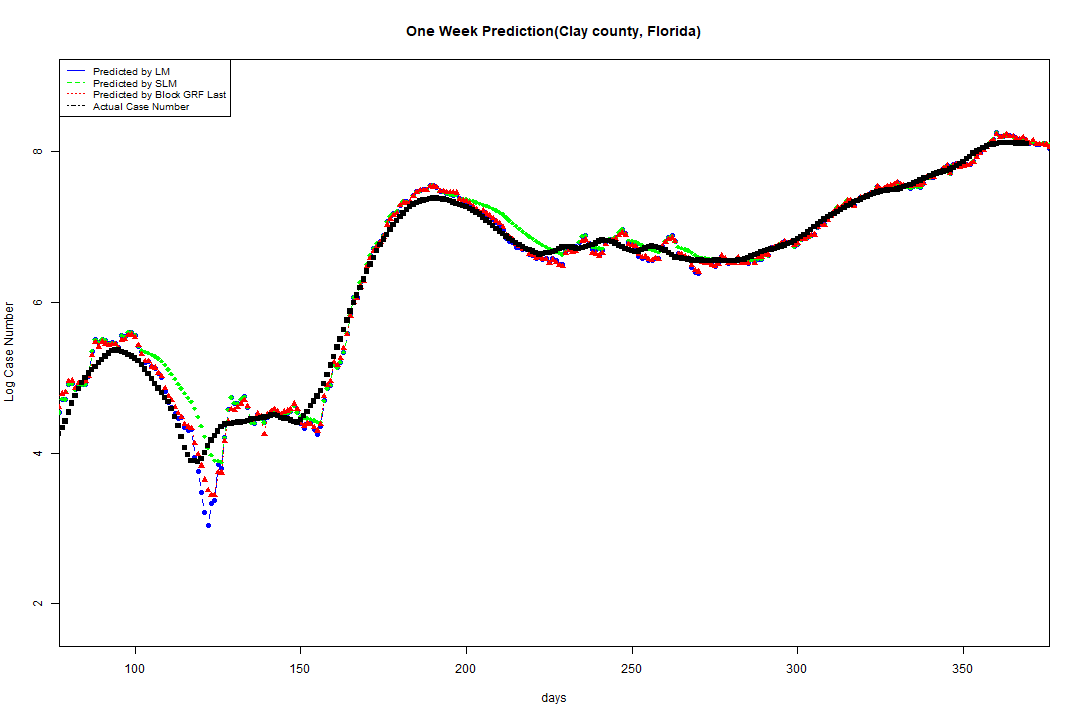 One Week Prediction(Clay county, Florida)
Predicted by LM
Predicted by SLM
Predicted by Block GRF Last
Actual Case Number
8
6
4
2
Log Case Number
100 150 200 250 300 350
days